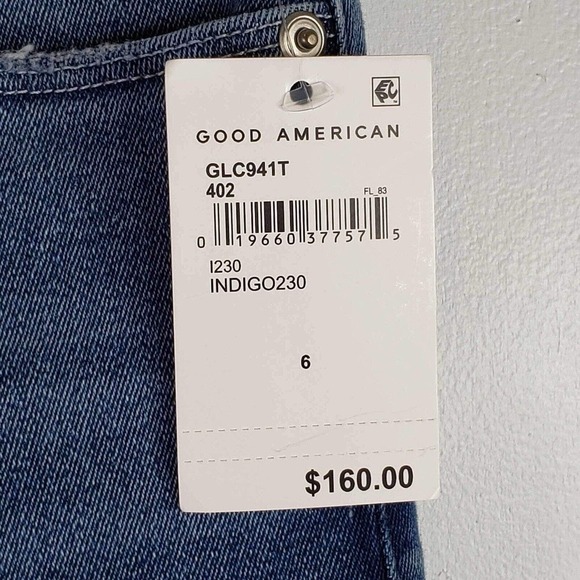 GOOD AMERICAN
GLC941T
402
FL_83
0 19660 37757 5
I230
INDIGO230
6
$160.00